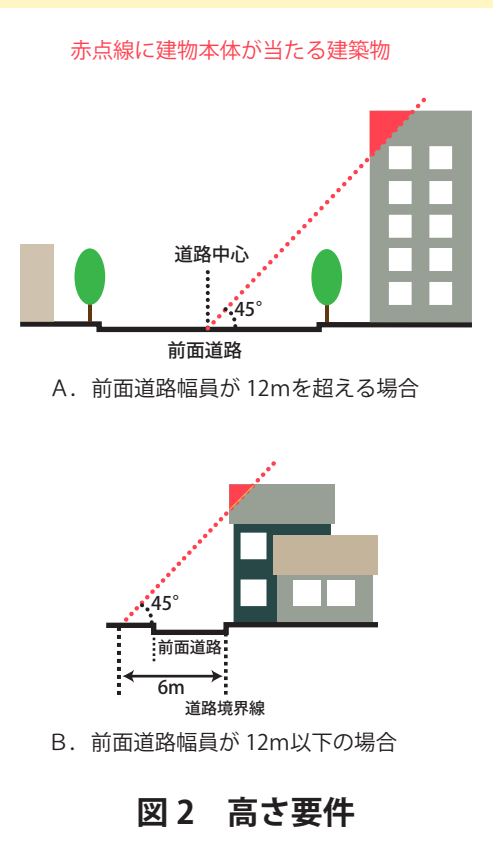 赤点線に建物本体が当たる建築物
道路中心
45°
前面道路
A．前面道路幅員が 12mを超える場合
45°
前面道路
6m
道路境界線
B．前面道路幅員が 12m以下の場合
図 2　高さ要件